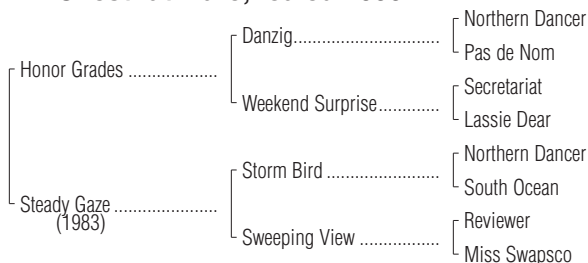 Northern Dancer
Danzig
Pas de Nom
Honor Grades
Secretariat
Weekend Surprise
Lassie Dear
Northern Dancer
Storm Bird
South Ocean
Steady Gaze
(1983)
Reviewer
Sweeping View
Miss Swapsco